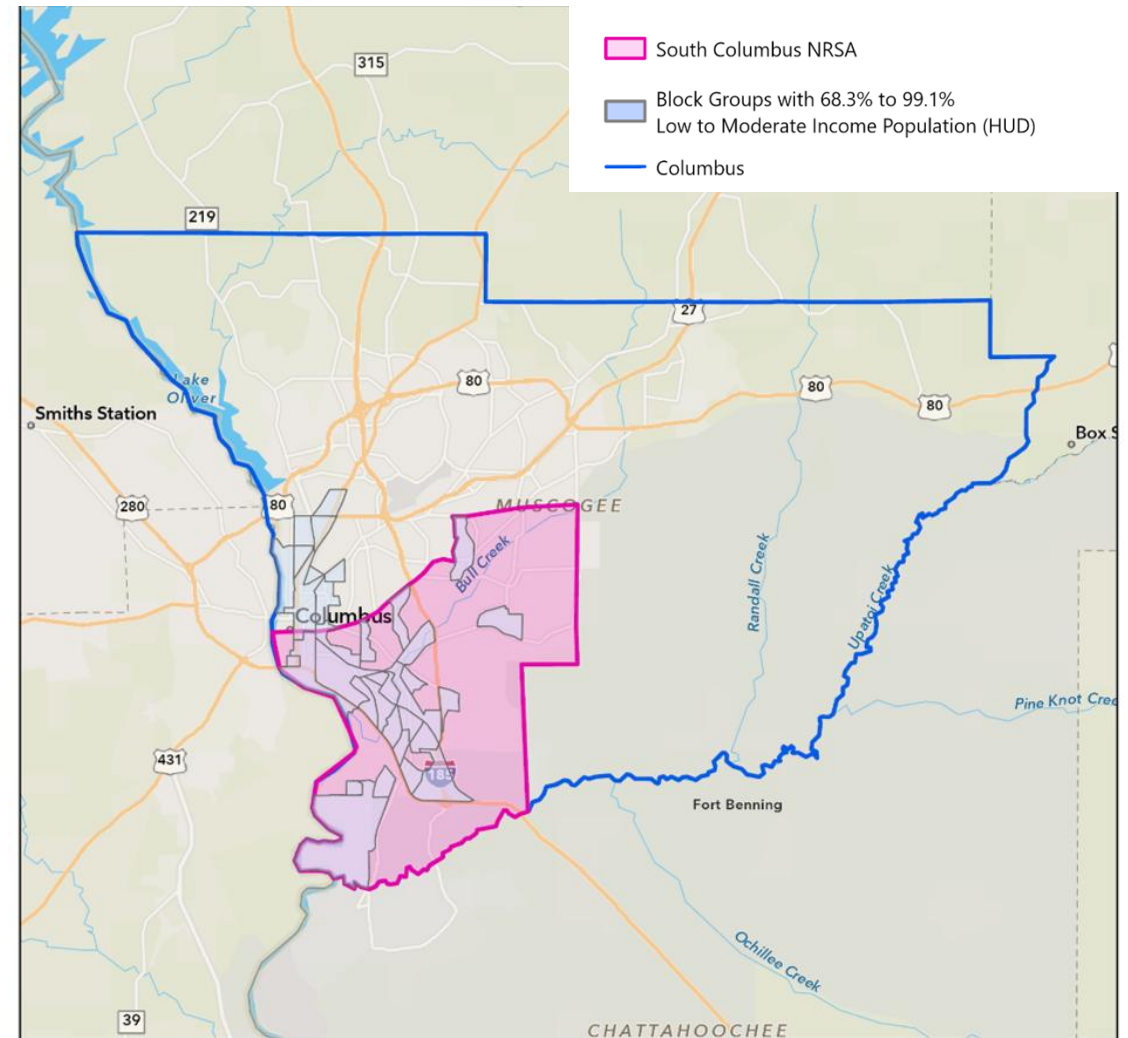 315
South Columbus NRSA
Block Groups with 68.3% to 99.1%
Low to Moderate Income Population (HUD)
Columbus
219
27
Lake
Oliver
80
80
80
Smiths Station
Box S
280
80
MUSCOGEE
Bull Creek
Randall Creek
Upatoi Creek
Columbus
Pine Knot Cree
431
185
Fort Benning
Ochillee Creek
39
CHATTAHOOCHEE